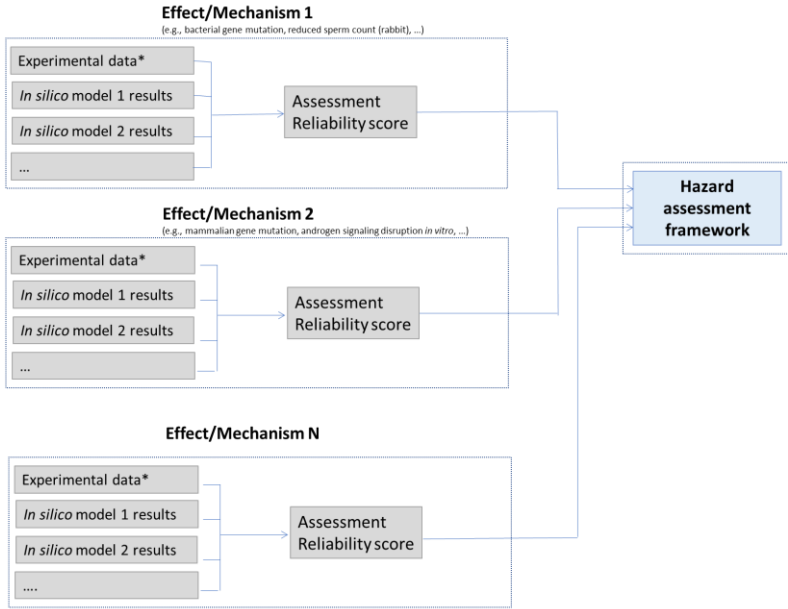 Effect/Mechanism 1
(e.g., bacterial gene mutation, reduced sperm count (rabbit), ...)
Experimental data*
In silico model 1 results
In silico model 2 results
...
Assessment
Reliability score
Effect/Mechanism 2
(e.g., mammalian gene mutation, androgen signaling disruption in vitro, ...)
Experimental data*
In silico model 1 results
In silico model 2 results
...
Assessment
Reliability score
Effect/Mechanism N
Experimental data*
In silico model 1 results
In silico model 2 results
....
Assessment
Reliability score
Hazard
assessment
framework